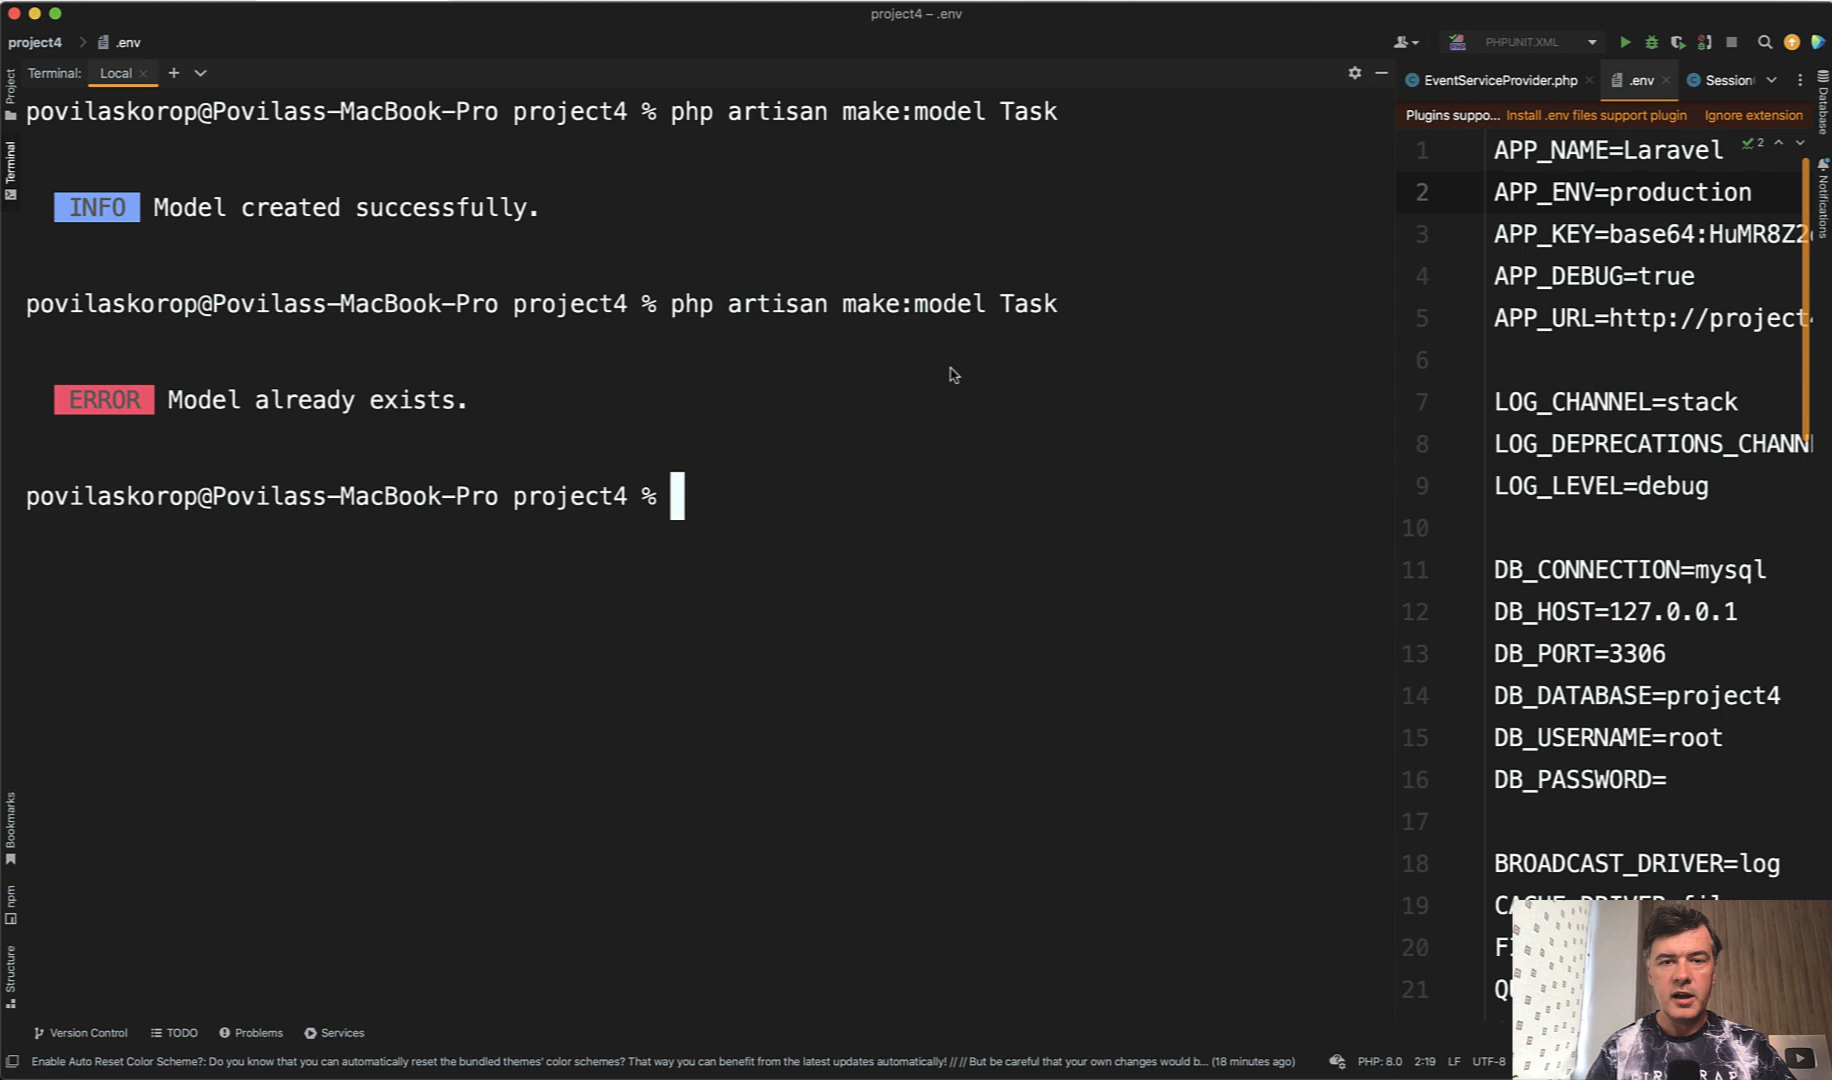 project4 – .env
project4
.env
PHPUNIT.XML
Terminal:
Local
EventServiceProvider.php
.env
Session
Plugins suppo...
Install .env files support plugin
Ignore extension
Project
Terminal
Bookmarks
npm
Structure
Database
Notifications
povilaskorop@Povilass-MacBook-Pro project4 % php artisan make:model Task
INFO Model created successfully.
povilaskorop@Povilass-MacBook-Pro project4 % php artisan make:model Task
ERROR Model already exists.
povilaskorop@Povilass-MacBook-Pro project4 %
2
1 APP_NAME=Laravel
2 APP_ENV=production
3 APP_KEY=base64:HuMR8Z2
4 APP_DEBUG=true
5 APP_URL=http://project
6
7 LOG_CHANNEL=stack
8 LOG_DEPRECATIONS_CHANN
9 LOG_LEVEL=debug
10
11 DB_CONNECTION=mysql
12 DB_HOST=127.0.0.1
13 DB_PORT=3306
14 DB_DATABASE=project4
15 DB_USERNAME=root
16 DB_PASSWORD=
17
18 BROADCAST_DRIVER=log
19
20
21
Version Control
TODO
Problems
Services
Enable Auto Reset Color Scheme?: Do you know that you can automatically reset the bundled themes' color schemes? That way you can benefit from the latest updates automatically! // // But be careful that your own changes would b... (18 minutes ago)
PHP: 8.0
2:19
LF
UTF-8